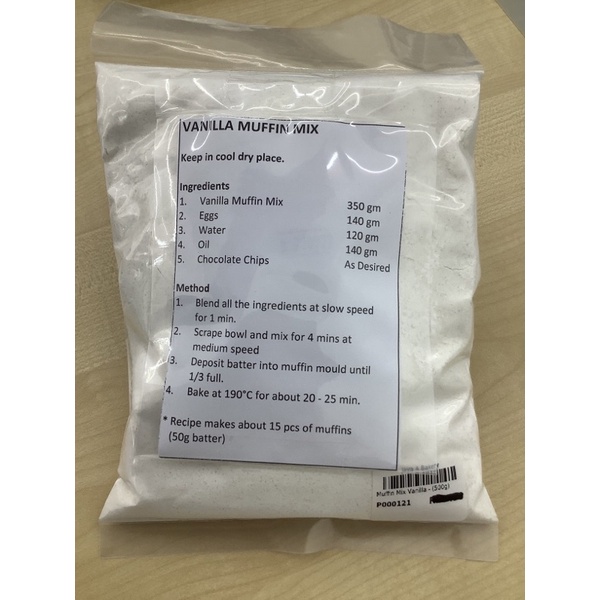 VANILLA MUFFIN MIX
Keep in cool dry place.
Ingredients
1. Vanilla Muffin Mix 350 gm
2. Eggs 140 gm
3. Water 120 gm
4. Oil 140 gm
5. Chocolate Chips As Desired
Method
1. Blend all the ingredients at slow speed
for 1 min.
2. Scrape bowl and mix for 4 mins at
medium speed
3. Deposit batter into muffin mould until
1/3 full.
4. Bake at 190°C for about 20 - 25 min.
* Recipe makes about 15 pcs of muffins
(50g batter)
Muffin Mix Vanilla - (500g)
P000121